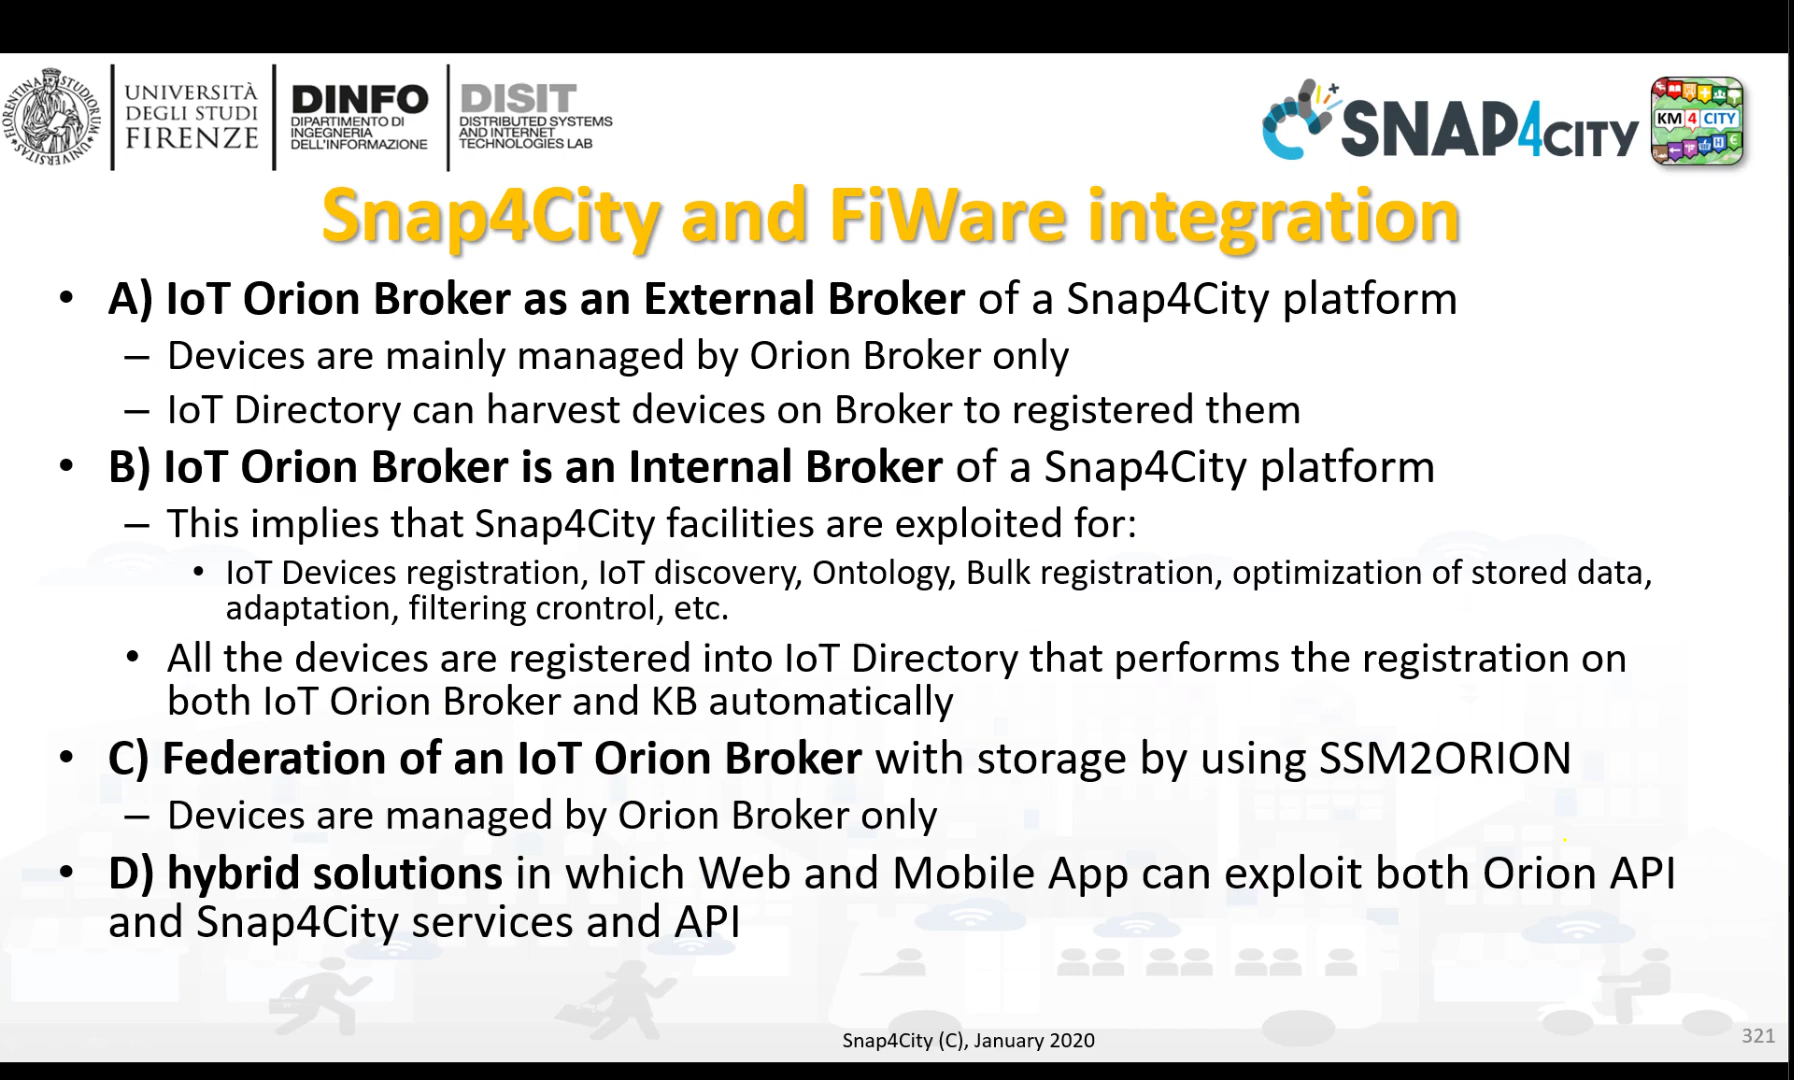 UNIVERSITÀ
DEGLI STUDI
FIRENZE
DINFO
DIPARTIMENTO DI
INGEGNERIA
DELL'INFORMAZIONE
DISIT
DISTRIBUTED SYSTEMS
AND INTERNET
TECHNOLOGIES LAB
SNAP4CITY
KM 4 CITY
Snap4City and FiWare integration
• A) IoT Orion Broker as an External Broker of a Snap4City platform
– Devices are mainly managed by Orion Broker only
– IoT Directory can harvest devices on Broker to registered them
• B) IoT Orion Broker is an Internal Broker of a Snap4City platform
– This implies that Snap4City facilities are exploited for:
• IoT Devices registration, IoT discovery, Ontology, Bulk registration, optimization of stored data,
adaptation, filtering crontrol, etc.
• All the devices are registered into IoT Directory that performs the registration on
both IoT Orion Broker and KB automatically
• C) Federation of an IoT Orion Broker with storage by using SSM2ORION
– Devices are managed by Orion Broker only
• D) hybrid solutions in which Web and Mobile App can exploit both Orion API
and Snap4City services and API
Snap4City (C), January 2020
321